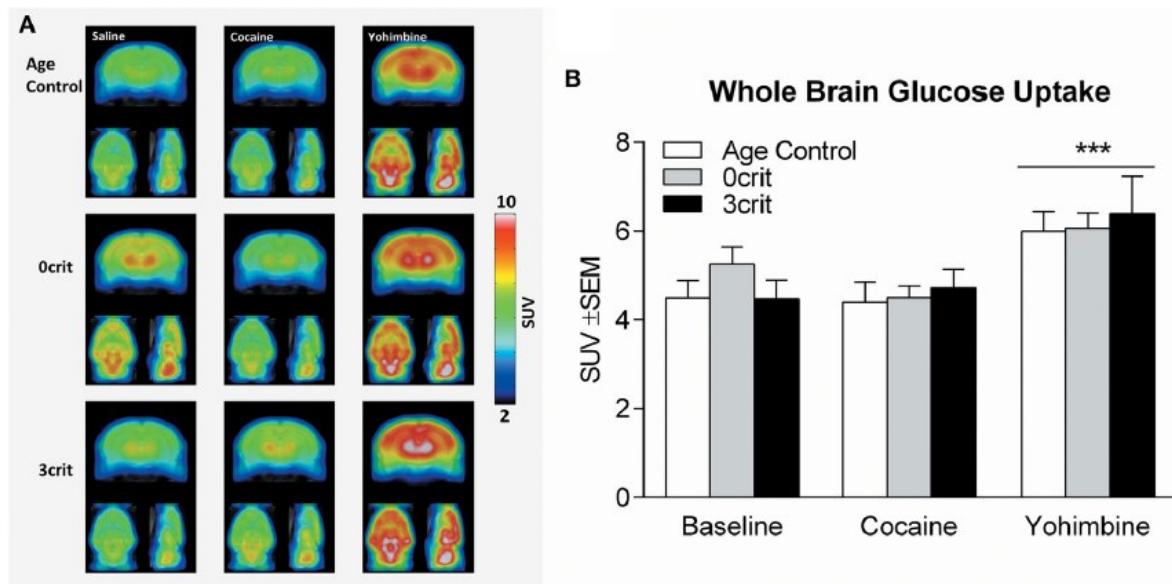 A
Saline
Cocaine
Yohimbine
Age
Control
0crit
3crit
10
SUV
2
B
Whole Brain Glucose Uptake
SUV ±SEM
8
6
4
2
0
Age Control
0crit
3crit
***
Baseline
Cocaine
Yohimbine